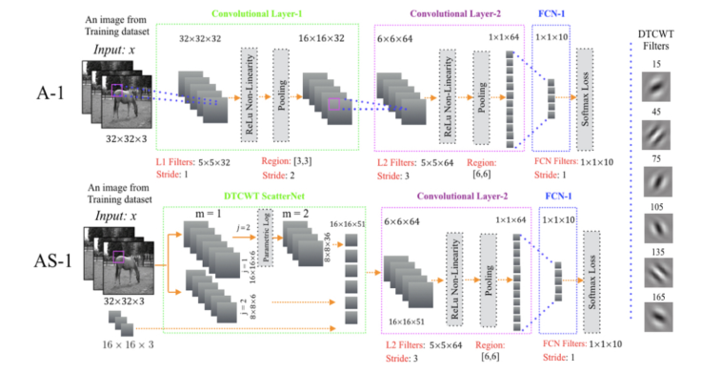 An image from
Training dataset
Input: x
Convolutional Layer-1
Convolutional Layer-2
FCN-1
DTCWT
Filters
32×32×32
16×16×32
6×6×64
1×1×64
1×1×10
A-1
ReLu Non-Linearity
Pooling
ReLu Non-Linearity
Pooling
Softmax Loss
32×32×3
L1 Filters: 5×5×32
Stride: 1
Region: [3,3]
Stride: 2
L2 Filters: 5×5×64
Stride: 3
Region:
[6,6]
FCN Filters: 1×1×10
Stride: 1
An image from
Training dataset
Input: x
DTCWT ScatterNet
Convolutional Layer-2
FCN-1
m = 1
m = 2
16×16×51
6×6×64
1×1×64
1×1×10
j=2
Parametric Log
8×8×36
j=1
16×16×6
j=2
8×8×6
AS-1
ReLu Non-Linearity
Pooling
Softmax Loss
32×32×3
16 × 16 × 3
16×16×51
L2 Filters: 5×5×64
Stride: 3
Region:
[6,6]
FCN Filters: 1×1×10
Stride: 1
15
45
75
105
135
165